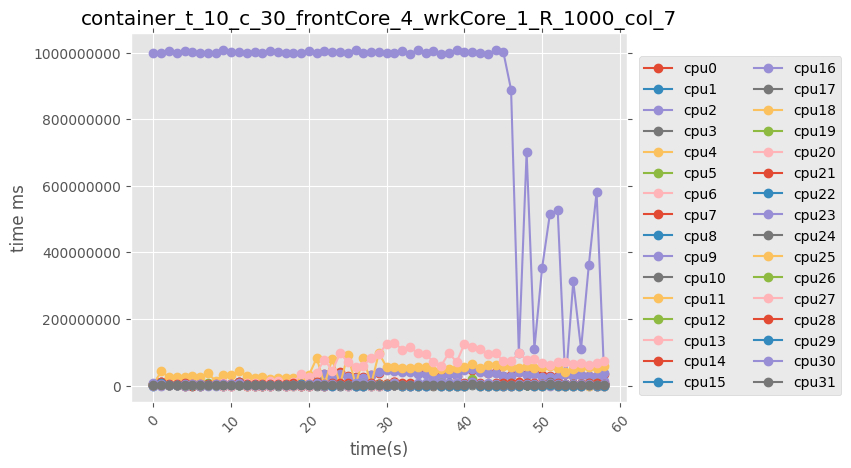 container_t_10_c_30_frontCore_4_wrkCore_1_R_1000_col_7
time ms
1000000000
800000000
600000000
400000000
200000000
0
0
10
20
30
40
50
60
time(s)
cpu0
cpu1
cpu2
cpu3
cpu4
cpu5
cpu6
cpu7
cpu8
cpu9
cpu10
cpu11
cpu12
cpu13
cpu14
cpu15
cpu16
cpu17
cpu18
cpu19
cpu20
cpu21
cpu22
cpu23
cpu24
cpu25
cpu26
cpu27
cpu28
cpu29
cpu30
cpu31